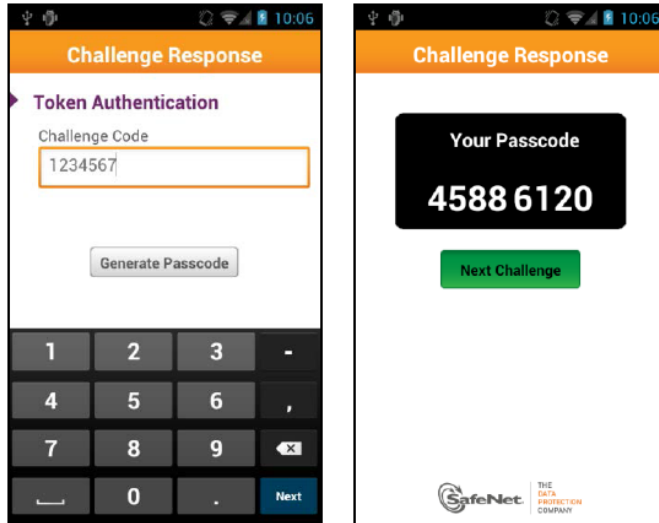 10:06
Challenge Response
Token Authentication
Challenge Code
1234567
Generate Passcode
1 2 3 -
4 5 6 ,
7 8 9
0 . Next
10:06
Challenge Response
Your Passcode
4588 6120
Next Challenge
SafeNet.
THE
DATA
PROTECTION
COMPANY